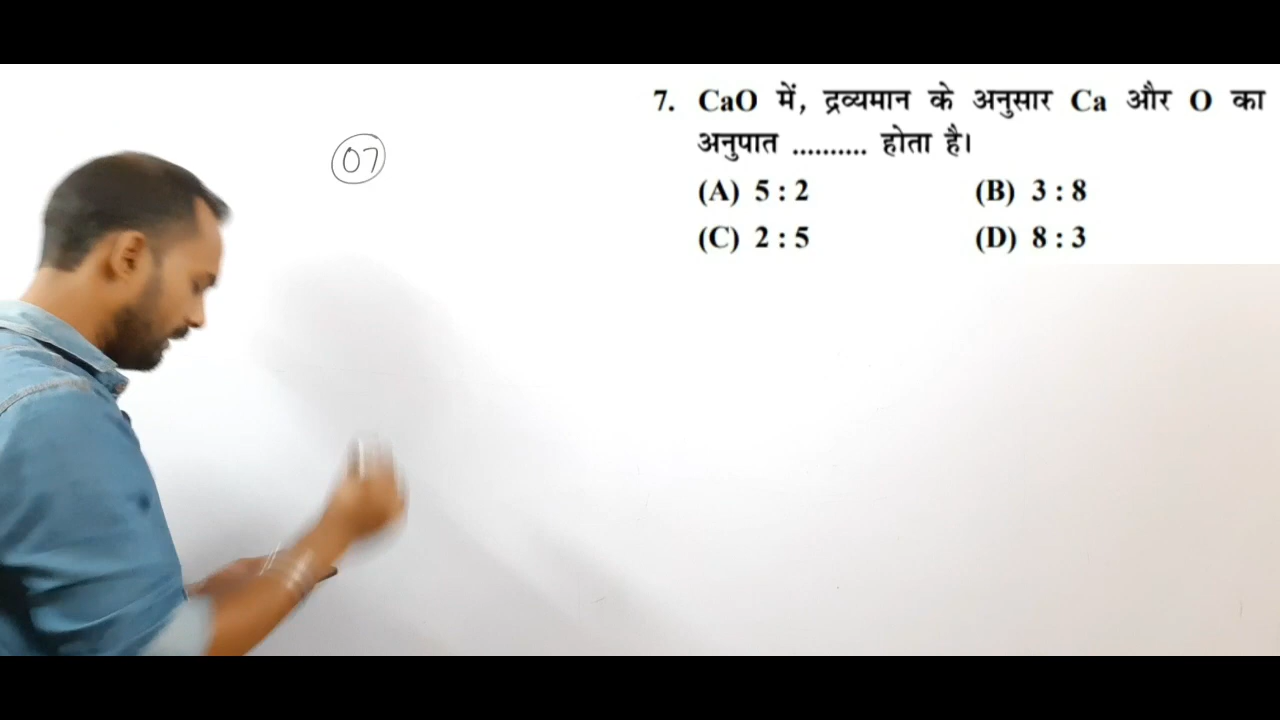 07
7. CaO में, द्रव्यमान के अनुसार Ca और O का
अनुपात .......... होता है।
(A) 5 : 2 (B) 3 : 8
(C) 2 : 5 (D) 8 : 3